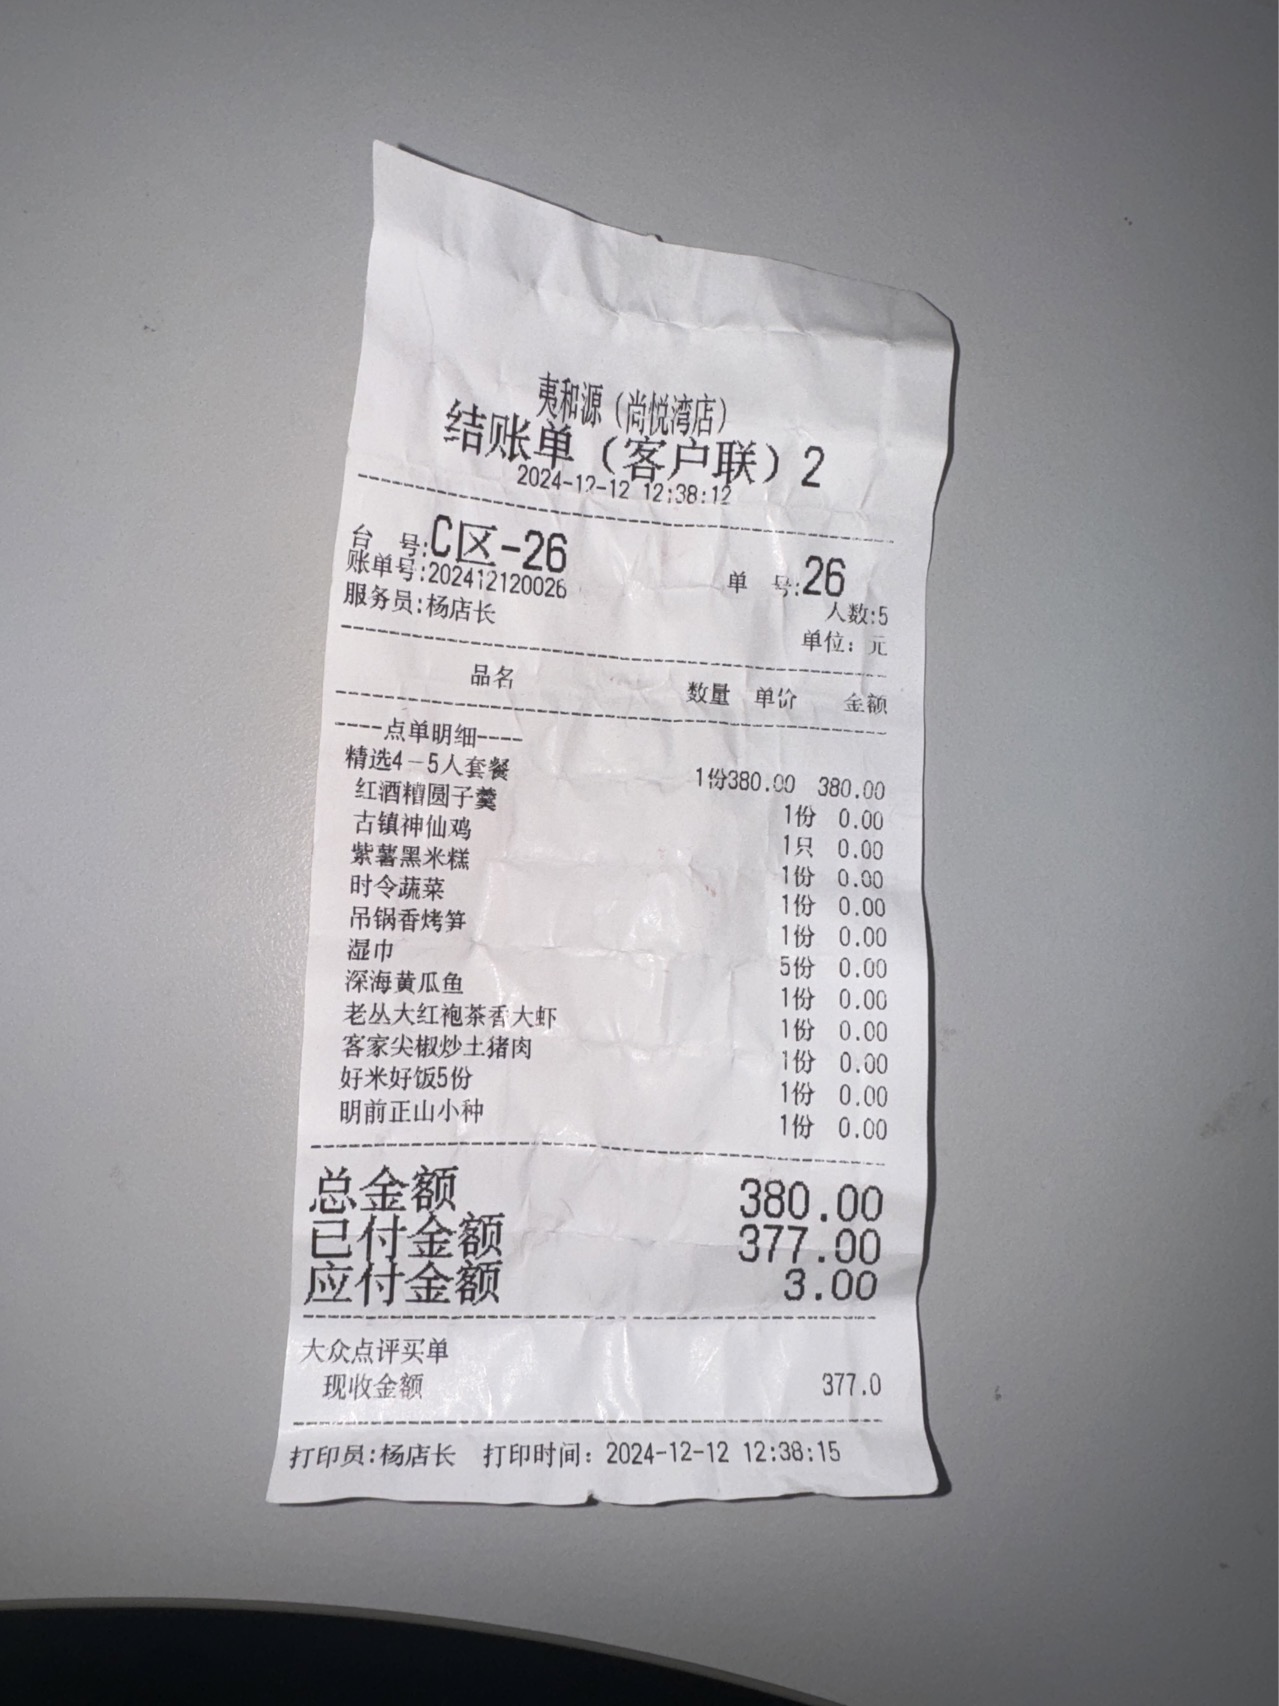 夷和源（尚悦湾店）
结账单（客户联）2
2024-12-12 12:38:12
台 号:C区-26 单 号:26
账单号:202412120026 人数:5
服务员:杨店长 单位：元
品名 数量 单价 金额
----点单明细----
精选4－5人套餐 1份380.00 380.00
红酒糟圆子羹 1份 0.00
古镇神仙鸡 1只 0.00
紫薯黑米糕 1份 0.00
时令蔬菜 1份 0.00
吊锅香烤笋 1份 0.00
湿巾 5份 0.00
深海黄瓜鱼 1份 0.00
老丛大红袍茶香大虾 1份 0.00
客家尖椒炒土猪肉 1份 0.00
好米好饭5份 1份 0.00
明前正山小种 1份 0.00
总金额 380.00
已付金额 377.00
应付金额 3.00
大众点评买单
现收金额 377.0
打印员:杨店长 打印时间：2024-12-12 12:38:15